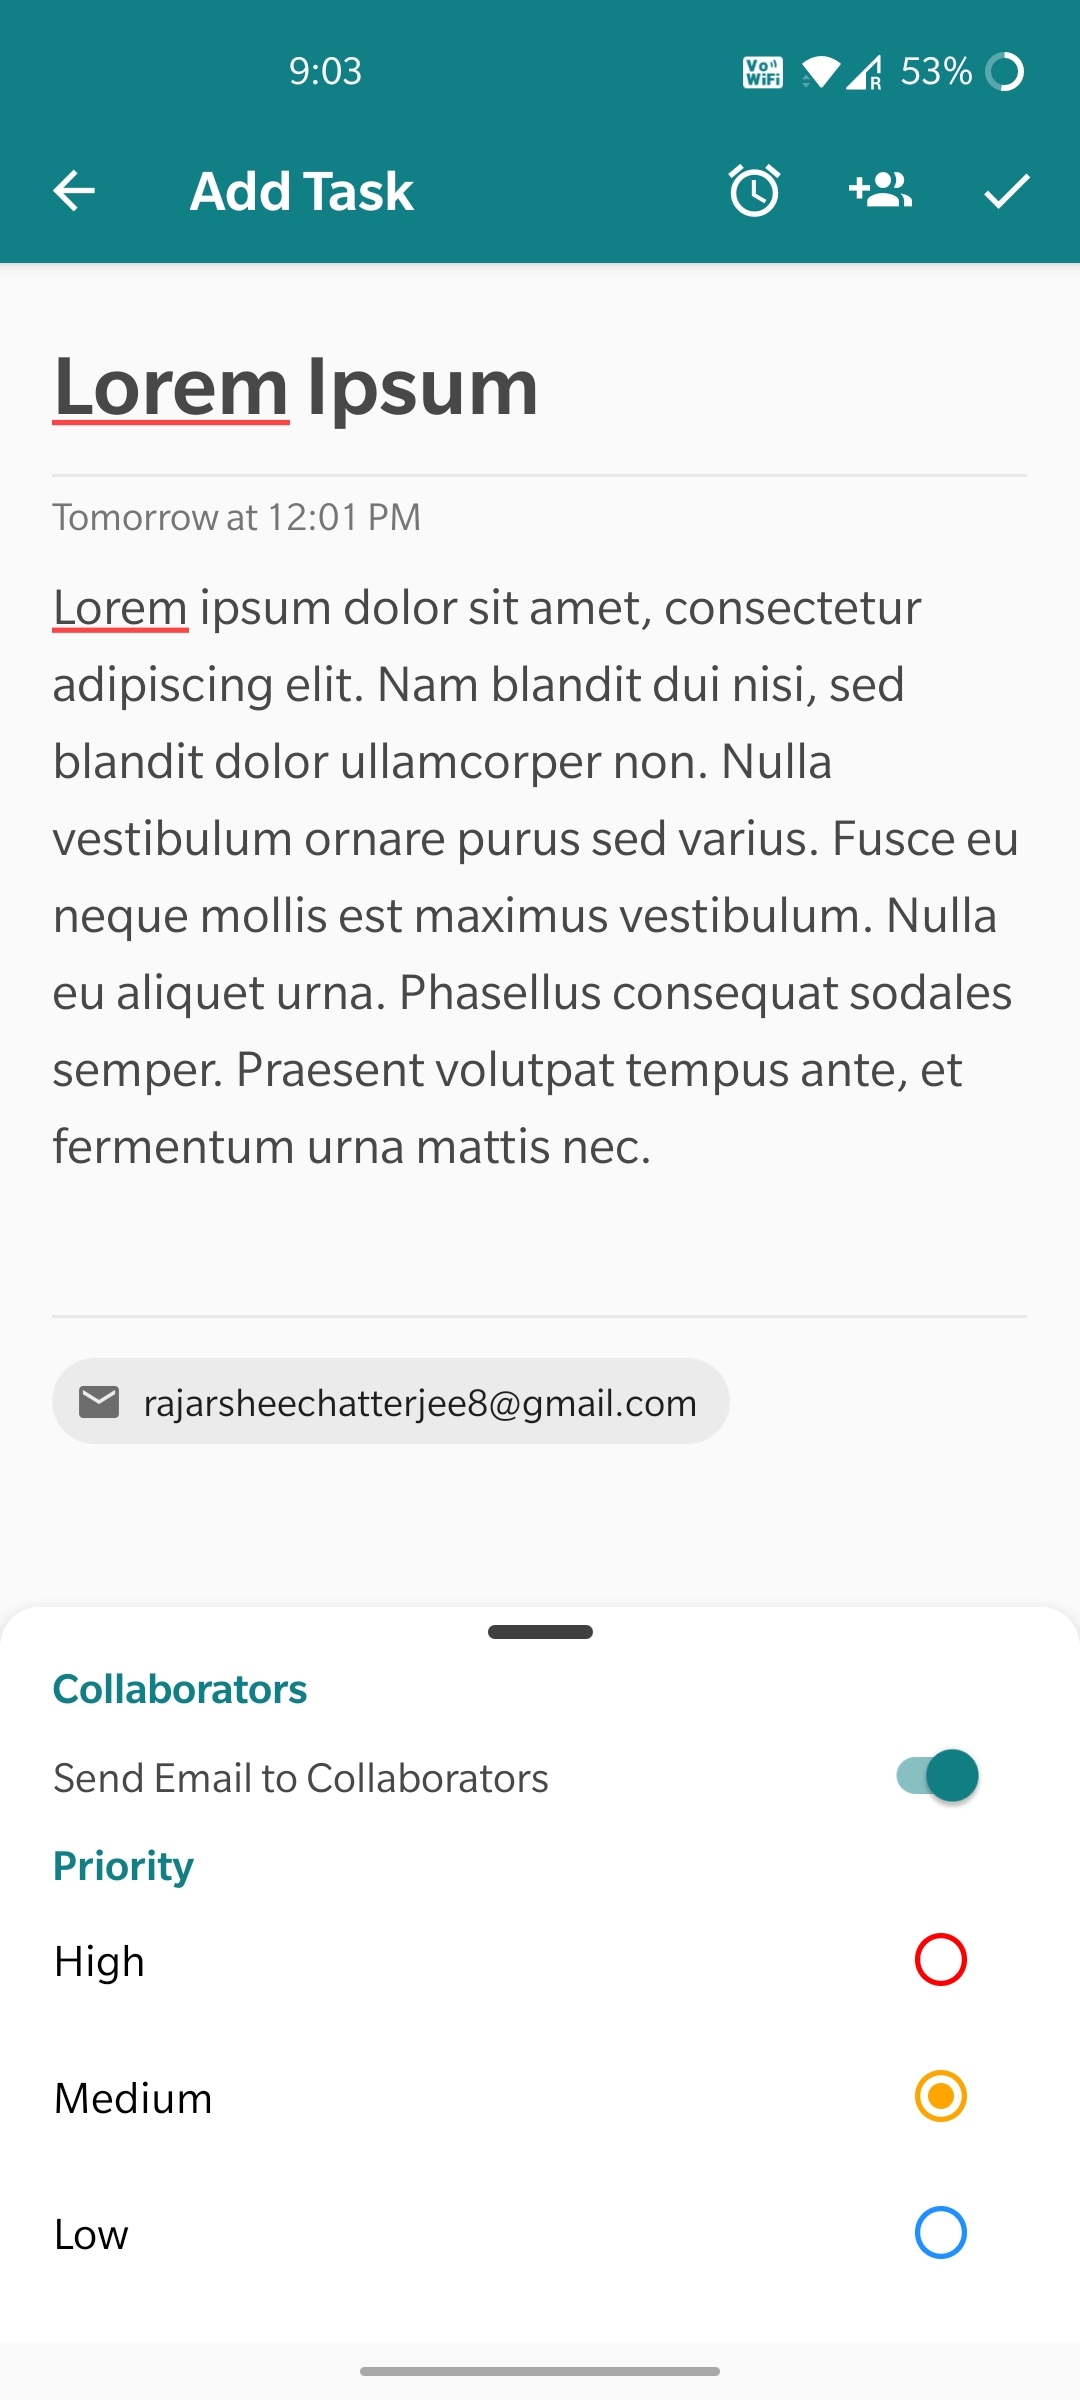 9:03
Vo WiFi
R
53%
Add Task
Lorem Ipsum
Tomorrow at 12:01 PM
Lorem ipsum dolor sit amet, consectetur
adipiscing elit. Nam blandit dui nisi, sed
blandit dolor ullamcorper non. Nulla
vestibulum ornare purus sed varius. Fusce eu
neque mollis est maximus vestibulum. Nulla
eu aliquet urna. Phasellus consequat sodales
semper. Praesent volutpat tempus ante, et
fermentum urna mattis nec.
rajarsheechatterjee8@gmail.com
Collaborators
Send Email to Collaborators
Priority
High
Medium
Low